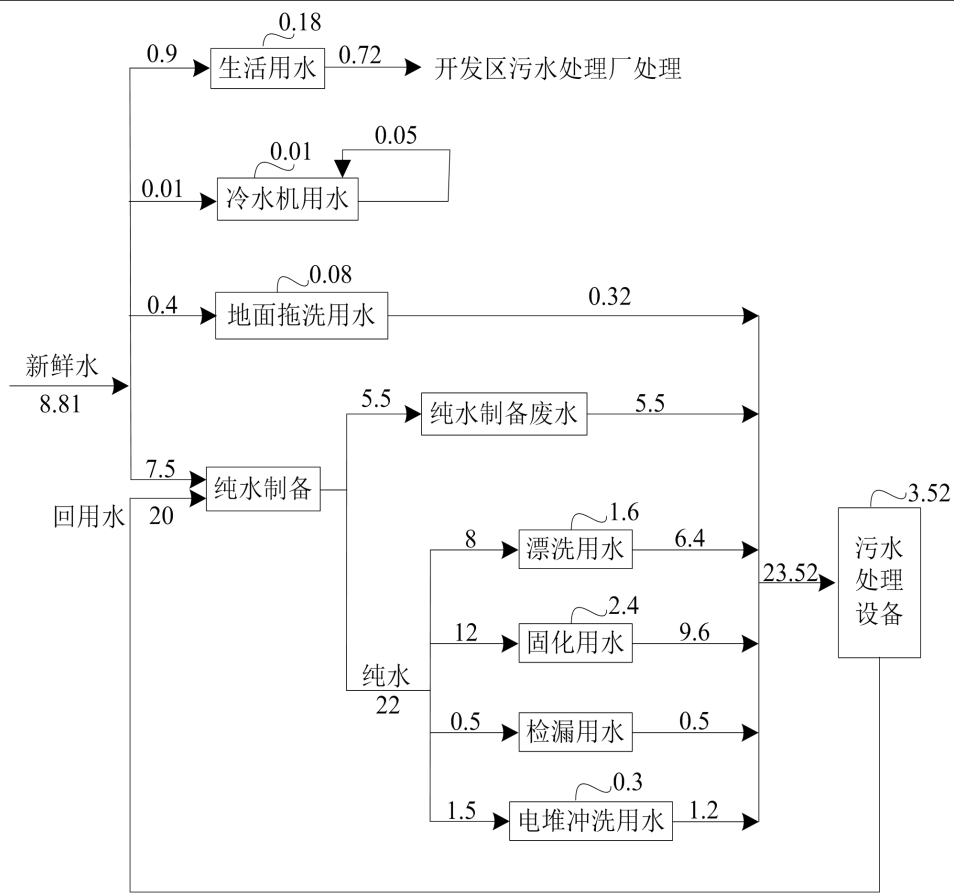 0.18
0.9
生活用水
0.72
开发区污水处理厂处理
0.05
0.01
0.01
冷水机用水
0.08
0.4
地面拖洗用水
0.32
新鲜水
8.81
5.5
纯水制备废水
5.5
7.5
纯水制备
回用水
20
3.52
1.6
8
漂洗用水
6.4
污水
处理
设备
23.52
2.4
12
固化用水
9.6
纯水
22
0.5
检漏用水
0.5
0.3
1.5
电堆冲洗用水
1.2